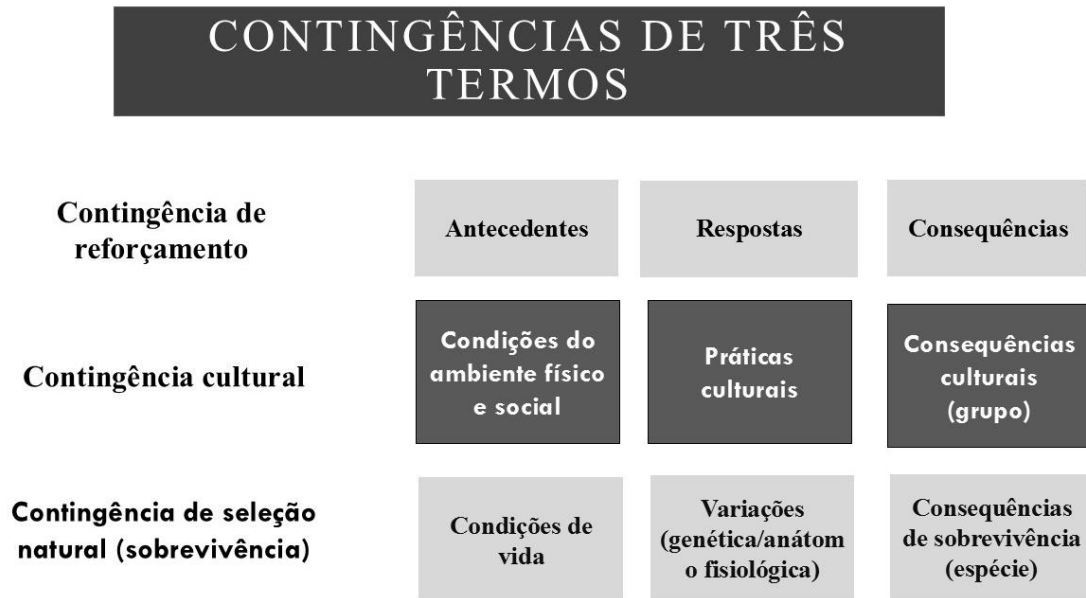 CONTINGÊNCIAS DE TRÊS
TERMOS
Contingência de
reforçamento
Antecedentes
Respostas
Consequências
Contingência cultural
Condições do
ambiente físico
e social
Práticas
culturais
Consequências
culturais
(grupo)
Contingência de seleção
natural (sobrevivência)
Condições de
vida
Variações
(genética/anátom
o fisiológica)
Consequências
de sobrevivência
(espécie)